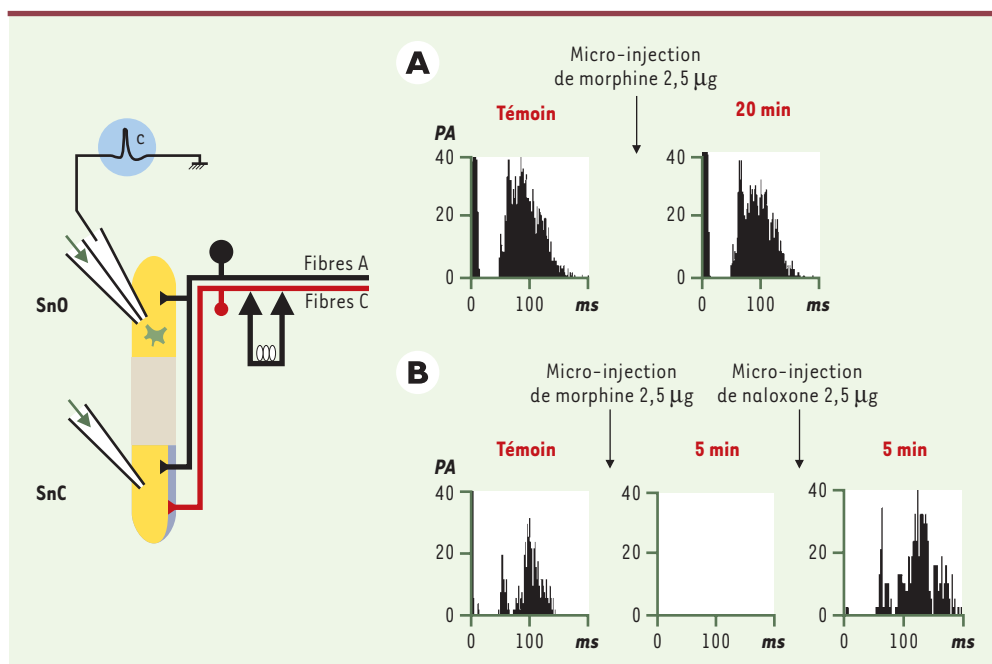 c
SnO
Fibres A
Fibres C
SnC
A
Micro-injection
de morphine 2,5 µg
Témoin
20 min
PA
40
20
0
0 100 ms
40
20
0
0 100 ms
B
Micro-injection
de morphine 2,5 µg
Micro-injection
de naloxone 2,5 µg
Témoin
5 min
5 min
PA
40
20
0
0 100 ms
40
20
0
0 100 ms
40
20
0
0 100 ms